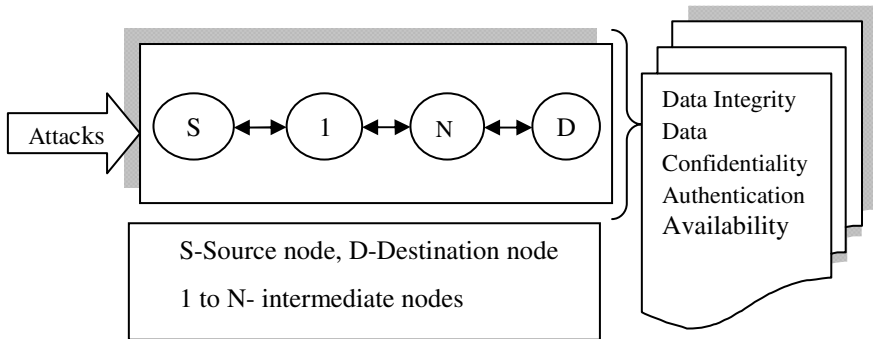 Attacks
S
1
N
D
Data Integrity
Data
Confidentiality
Authentication
Availability
S-Source node, D-Destination node
1 to N- intermediate nodes